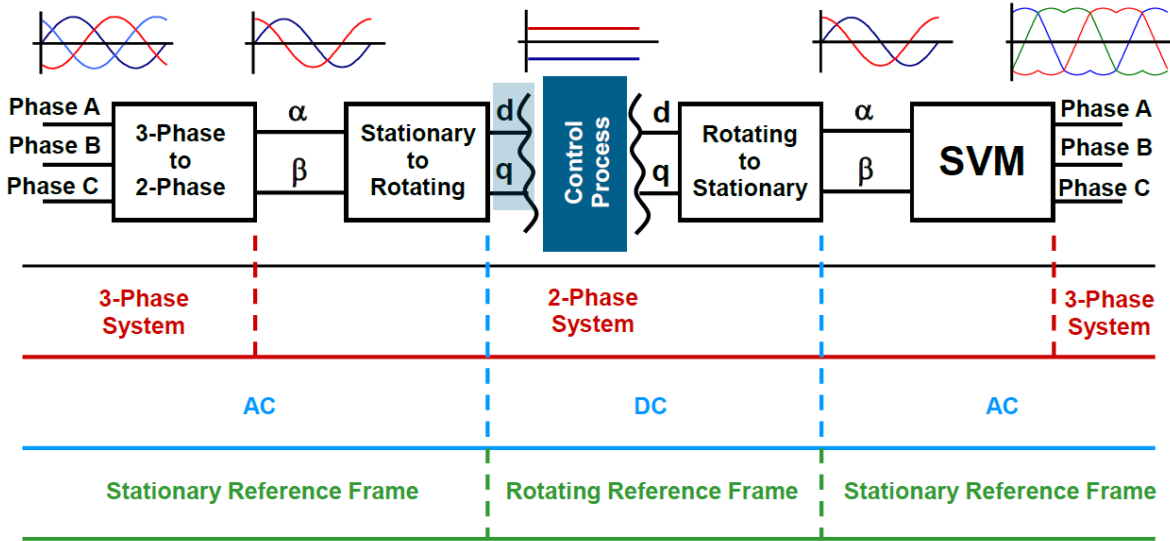 Phase A
Phase B
Phase C
3-Phase
to
2-Phase
α
β
Stationary
to
Rotating
d
q
Control
Process
d
q
Rotating
to
Stationary
α
β
SVM
Phase A
Phase B
Phase C
3-Phase
System
2-Phase
System
3-Phase
System
AC
DC
AC
Stationary Reference Frame
Rotating Reference Frame
Stationary Reference Frame